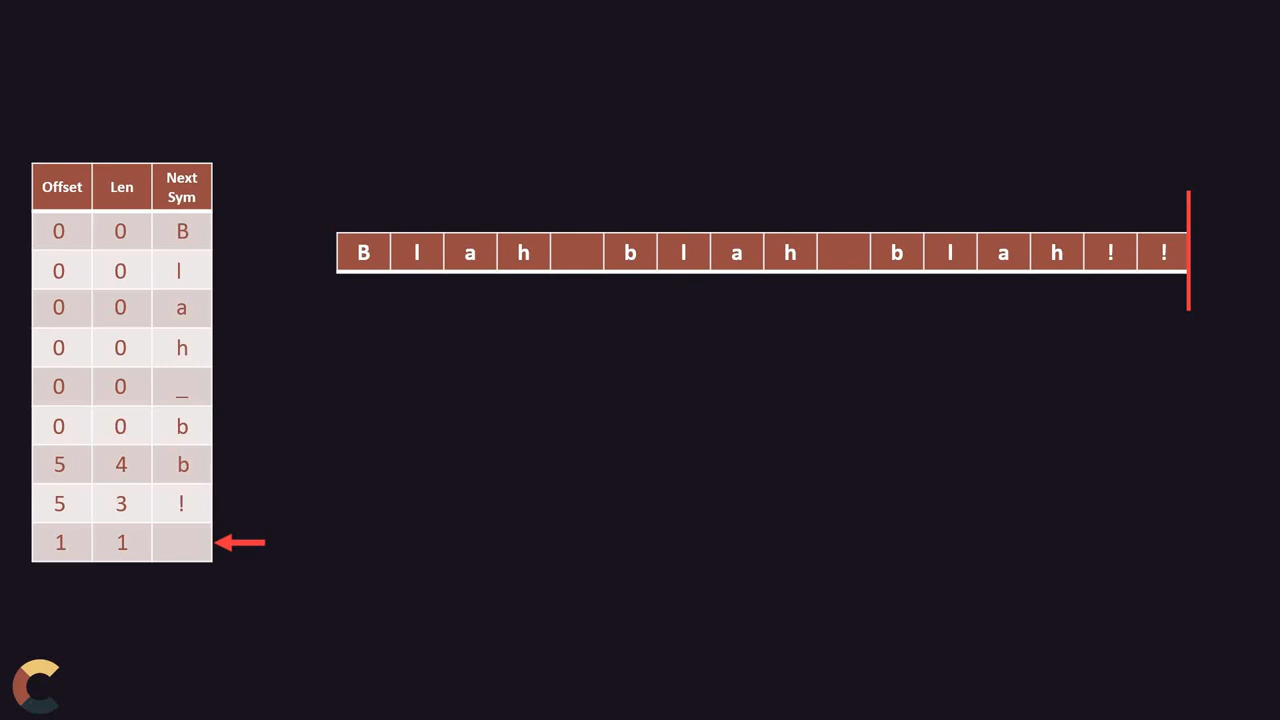 Offset Len Next Sym
0 0 B
0 0 l
0 0 a
0 0 h
0 0 _
0 0 b
5 4 b
5 3 !
1 1
B l a h b l a h b l a h ! !